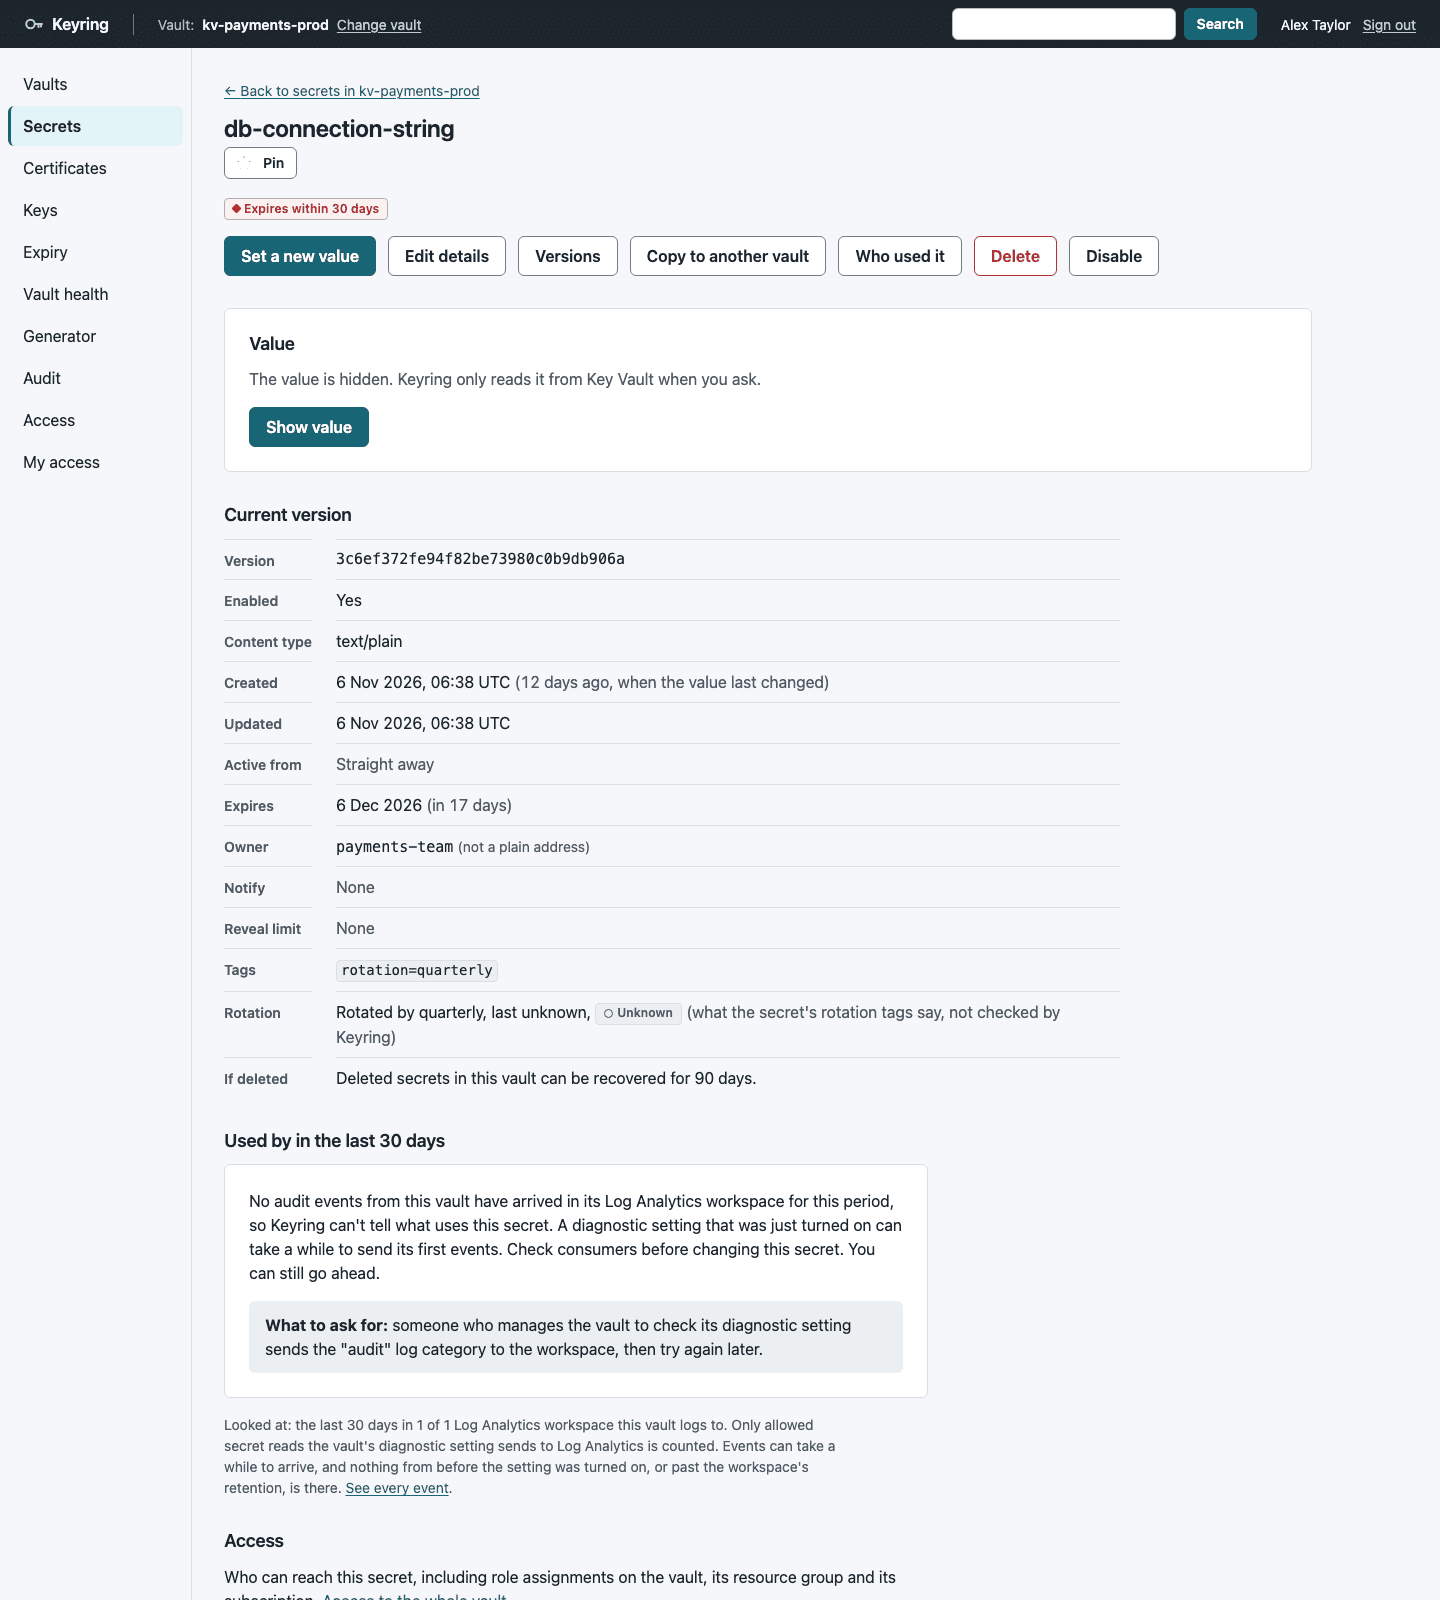 Keyring
Vault: kv-payments-prod Change vault
Search
Alex Taylor Sign out
Vaults
Secrets
Certificates
Keys
Expiry
Vault health
Generator
Audit
Access
My access
← Back to secrets in kv-payments-prod
db-connection-string
Pin
Expires within 30 days
Set a new value
Edit details
Versions
Copy to another vault
Who used it
Delete
Disable
Value
The value is hidden. Keyring only reads it from Key Vault when you ask.
Show value
Current version
Version 3c6ef372fe94f82be73980c0b9db906a
Enabled Yes
Content type text/plain
Created 6 Nov 2026, 06:38 UTC (12 days ago, when the value last changed)
Updated 6 Nov 2026, 06:38 UTC
Active from Straight away
Expires 6 Dec 2026 (in 17 days)
Owner payments-team (not a plain address)
Notify None
Reveal limit None
Tags rotation=quarterly
Rotation Rotated by quarterly, last unknown, Unknown (what the secret's rotation tags say, not checked by
Keyring)
If deleted Deleted secrets in this vault can be recovered for 90 days.
Used by in the last 30 days
No audit events from this vault have arrived in its Log Analytics workspace for this period,
so Keyring can't tell what uses this secret. A diagnostic setting that was just turned on can
take a while to send its first events. Check consumers before changing this secret. You
can still go ahead.
What to ask for: someone who manages the vault to check its diagnostic setting
sends the "audit" log category to the workspace, then try again later.
Looked at: the last 30 days in 1 of 1 Log Analytics workspace this vault logs to. Only allowed
secret reads the vault's diagnostic setting sends to Log Analytics is counted. Events can take a
while to arrive, and nothing from before the setting was turned on, or past the workspace's
retention, is there. See every event.
Access
Who can reach this secret, including role assignments on the vault, its resource group and its
subscription. Access to the whole vault